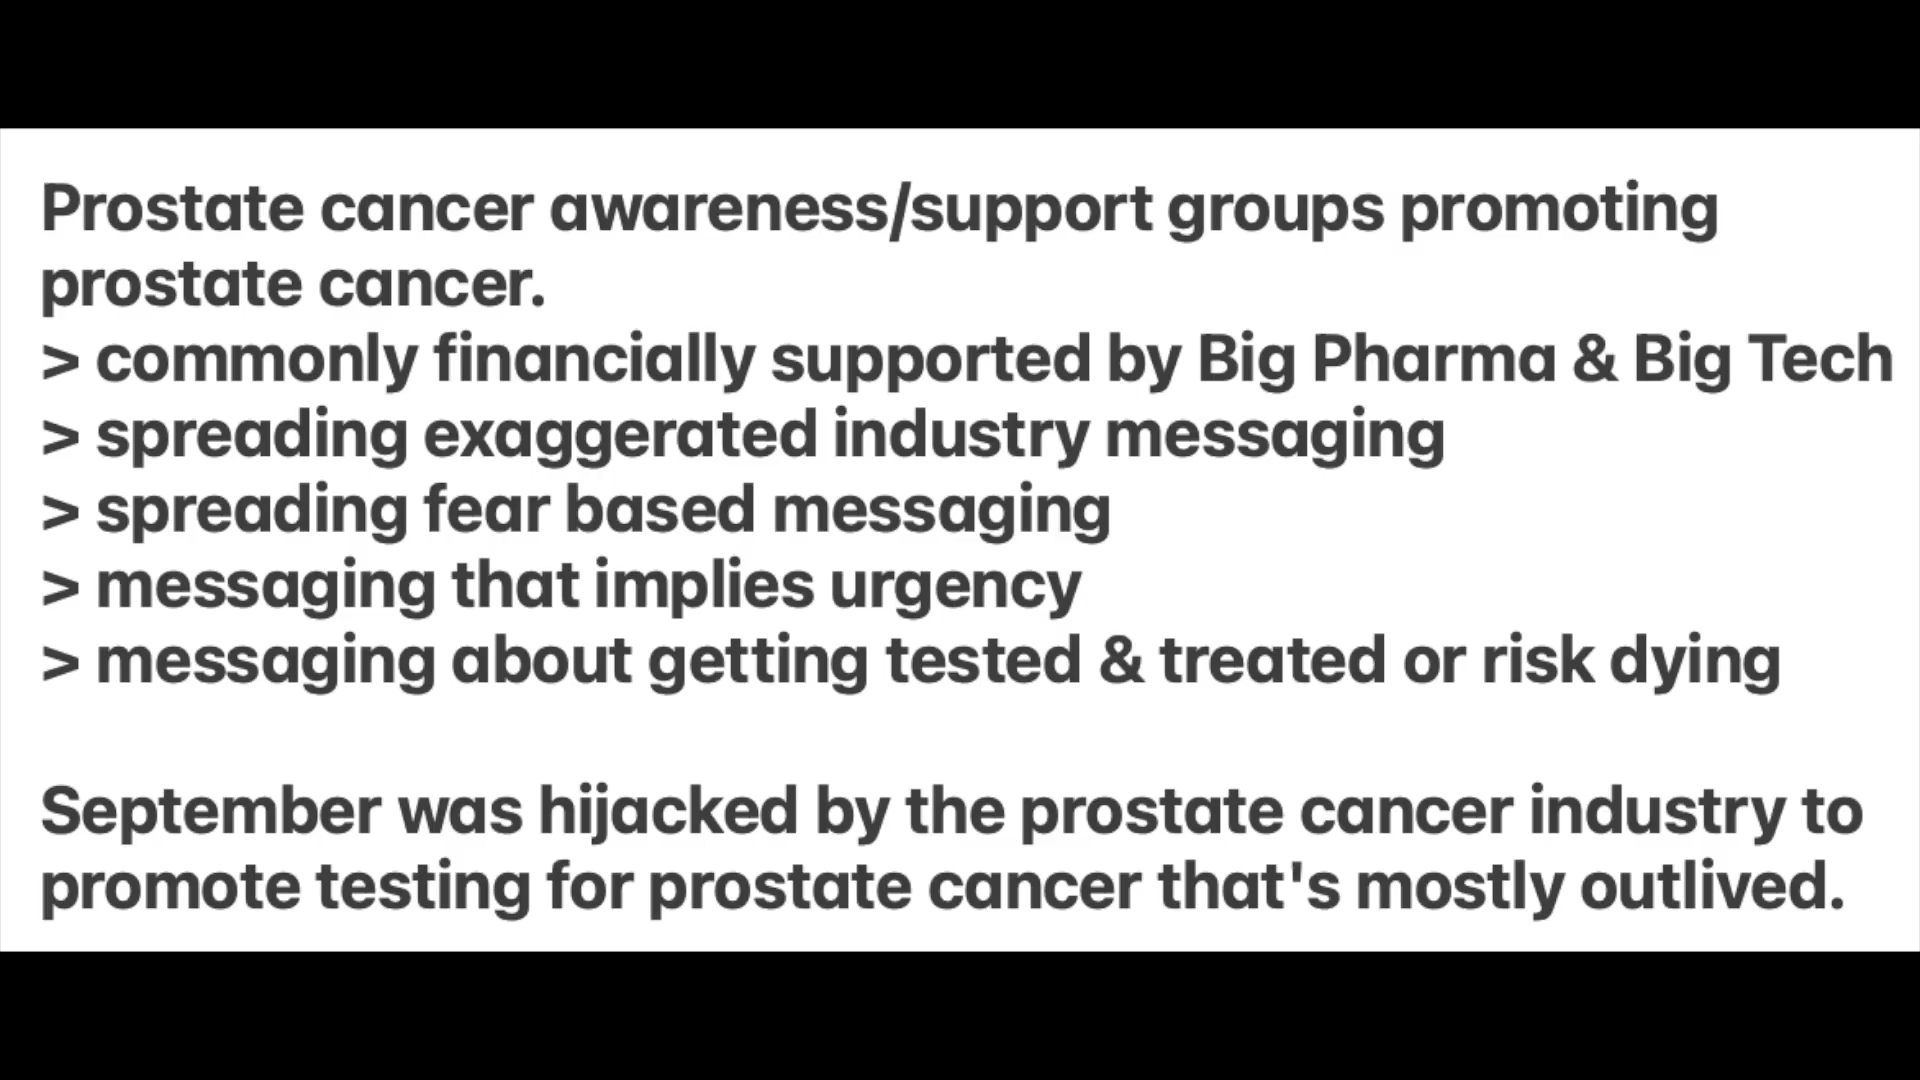 Prostate cancer awareness/support groups promoting
prostate cancer.
> commonly financially supported by Big Pharma & Big Tech
> spreading exaggerated industry messaging
> spreading fear based messaging
> messaging that implies urgency
> messaging about getting tested & treated or risk dying
September was hijacked by the prostate cancer industry to
promote testing for prostate cancer that's mostly outlived.